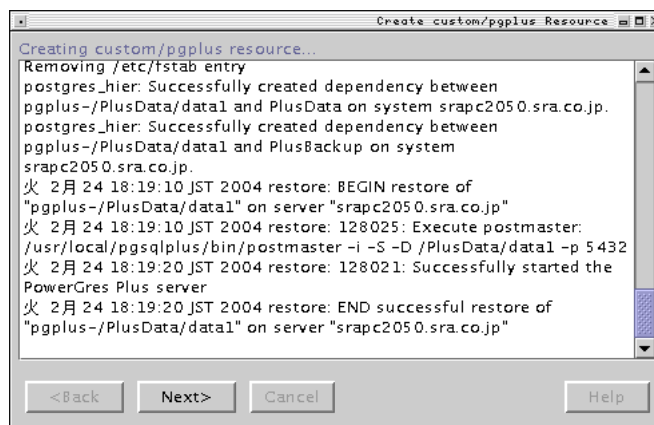 Create custom/pgplus Resource
Creating custom/pgplus resource...
Removing /etc/fstab entry
postgres_hier: Successfully created dependency between
pgplus-/PlusData/data1 and PlusData on system srapc2050.sra.co.jp.
postgres_hier: Successfully created dependency between
pgplus-/PlusData/data1 and PlusBackup on system
srapc2050.sra.co.jp.
火 2月 24 18:19:10 JST 2004 restore: BEGIN restore of
"pgplus-/PlusData/data1" on server "srapc2050.sra.co.jp"
火 2月 24 18:19:10 JST 2004 restore: 128025: Execute postmaster:
/usr/local/pgsqlplus/bin/postmaster -i -S -D /PlusData/data1 -p 5432
火 2月 24 18:19:20 JST 2004 restore: 128021: Successfully started the
PowerGres Plus server
火 2月 24 18:19:20 JST 2004 restore: END successful restore of
"pgplus-/PlusData/data1" on server "srapc2050.sra.co.jp"
<Back Next> Cancel Help